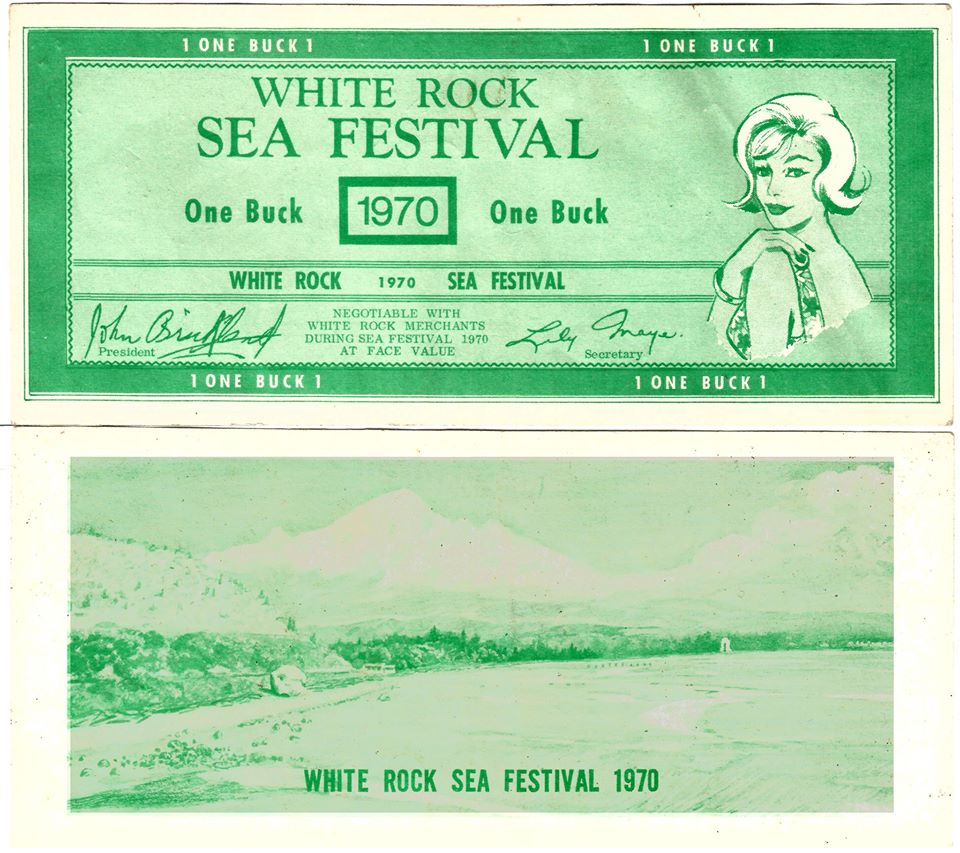 1 ONE BUCK 1 1 ONE BUCK 1
WHITE ROCK
SEA FESTIVAL
One Buck 1970 One Buck
WHITE ROCK 1970 SEA FESTIVAL
NEGOTIABLE WITH
WHITE ROCK MERCHANTS
DURING SEA FESTIVAL 1970
AT FACE VALUE
John
President
Lily
Secretary
1 ONE BUCK 1 1 ONE BUCK 1
WHITE ROCK SEA FESTIVAL 1970